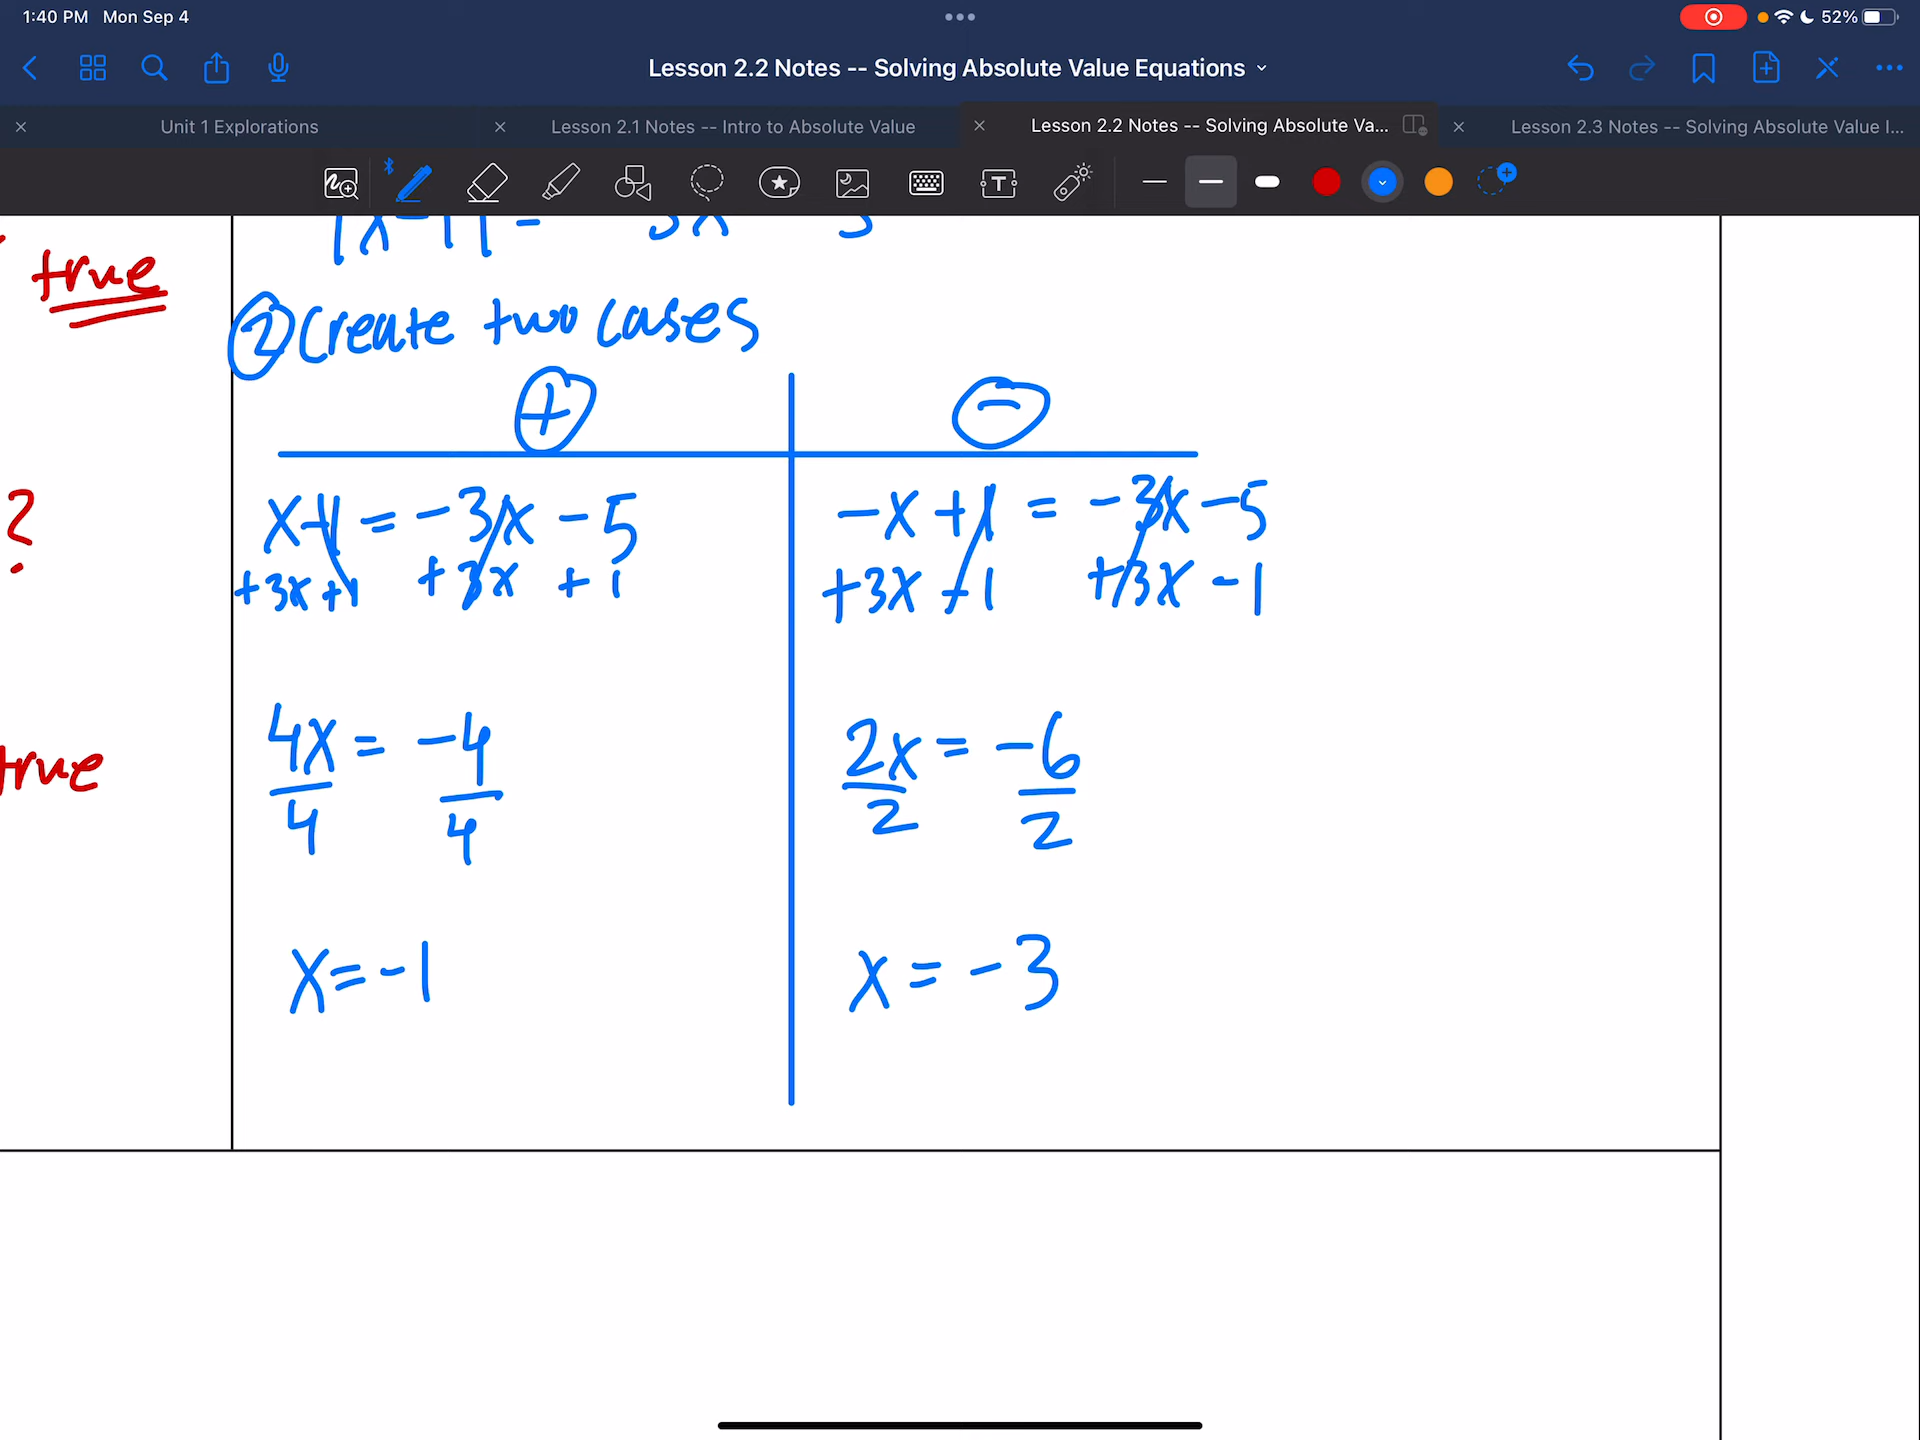 1:40 PM Mon Sep 4
52%
Lesson 2.2 Notes -- Solving Absolute Value Equations
Unit 1 Explorations
Lesson 2.1 Notes -- Intro to Absolute Value
Lesson 2.2 Notes -- Solving Absolute Va...
Lesson 2.3 Notes -- Solving Absolute Value I...
true
② Create two cases
+ −
x-1 = -3x - 5
-x + 1 = -3x - 5
+3x +1 +3x + 1
+3x - 1 +3x - 1
?
4x = -4
4 4
2x = -6
2 2
true
x = -1
x = -3